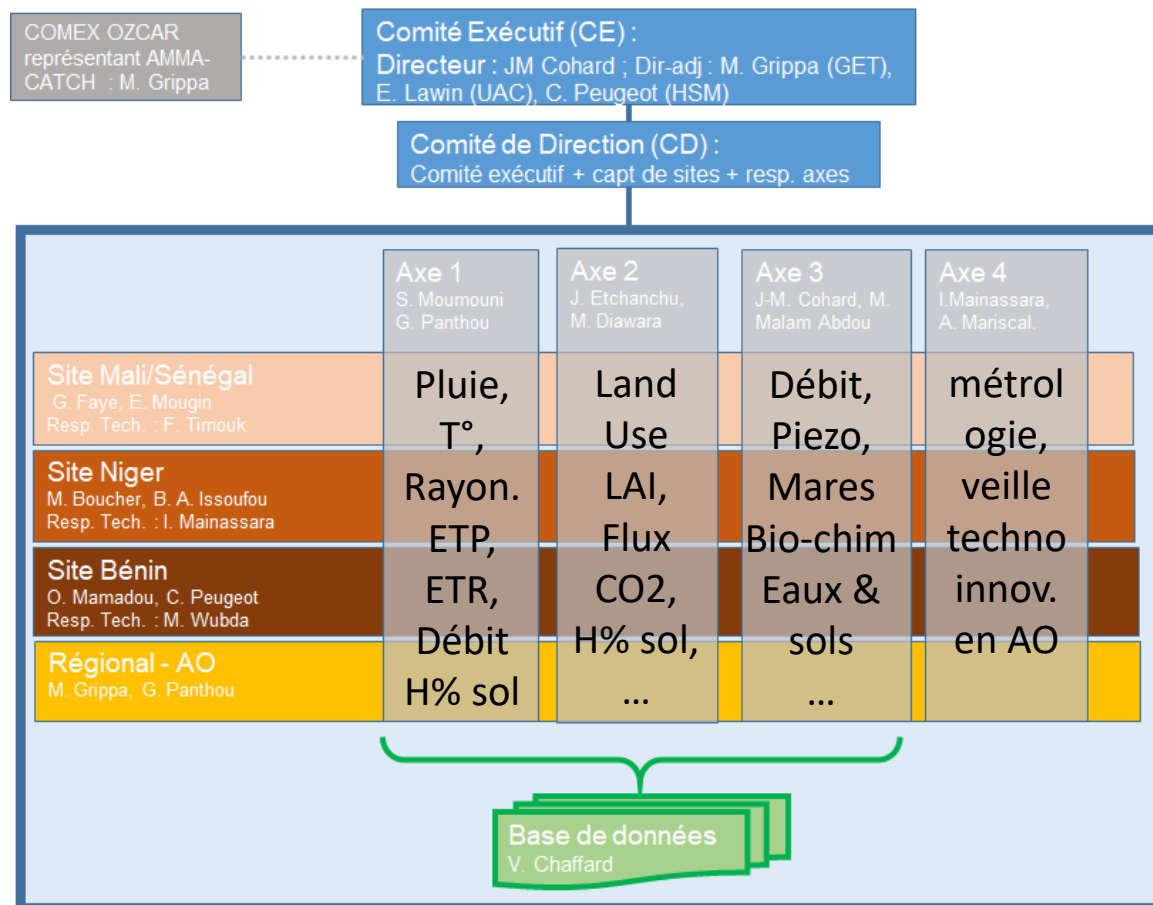 COMEX OZCAR
représentant AMMA-
CATCH : M. Grippa
Comité Exécutif (CE) :
Directeur : JM Cohard ; Dir-adj : M. Grippa (GET),
E. Lawin (UAC), C. Peugeot (HSM)
Comité de Direction (CD) :
Comité exécutif + capt de sites + resp. axes
Axe 1
S. Moumouni
G. Panthou
Axe 2
J. Etchanchu,
M. Diawara
Axe 3
J-M. Cohard, M.
Malam Abdou
Axe 4
I.Mainassara,
A. Mariscal.
Site Mali/Sénégal
G. Faye, E. Mougin
Resp. Tech. : F. Timouk
Site Niger
M. Boucher, B. A. Issoufou
Resp. Tech. : I. Mainassara
Site Bénin
O. Mamadou, C. Peugeot
Resp. Tech. : M. Wubda
Régional - AO
M. Grippa, G. Panthou
Pluie,
T°,
Rayon.
ETP,
ETR,
Débit
H% sol
Land
Use
LAI,
Flux
CO2,
H% sol,
...
Débit,
Piezo,
Mares
Bio-chim
Eaux &
sols
...
métrol
ogie,
veille
techno
innov.
en AO
Base de données
V. Chaffard